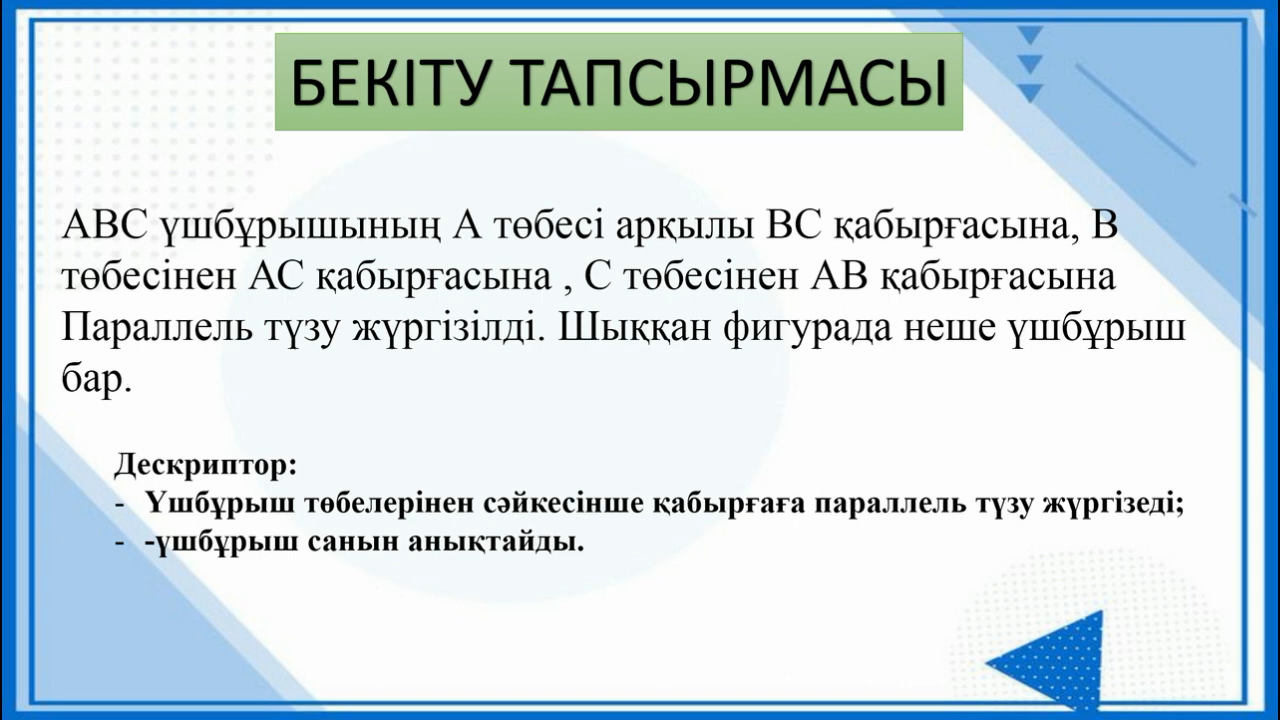 БЕКІТУ ТАПСЫРМАСЫ
АВС үшбұрышының А төбесі арқылы ВС қабырғасына, В
төбесінен АС қабырғасына , С төбесінен АВ қабырғасына
Параллель түзу жүргізілді. Шыққан фигурада неше үшбұрыш
бар.
Дескриптор:
- Үшбұрыш төбелерінен сәйкесінше қабырғаға параллель түзу жүргізеді;
- -үшбұрыш санын анықтайды.